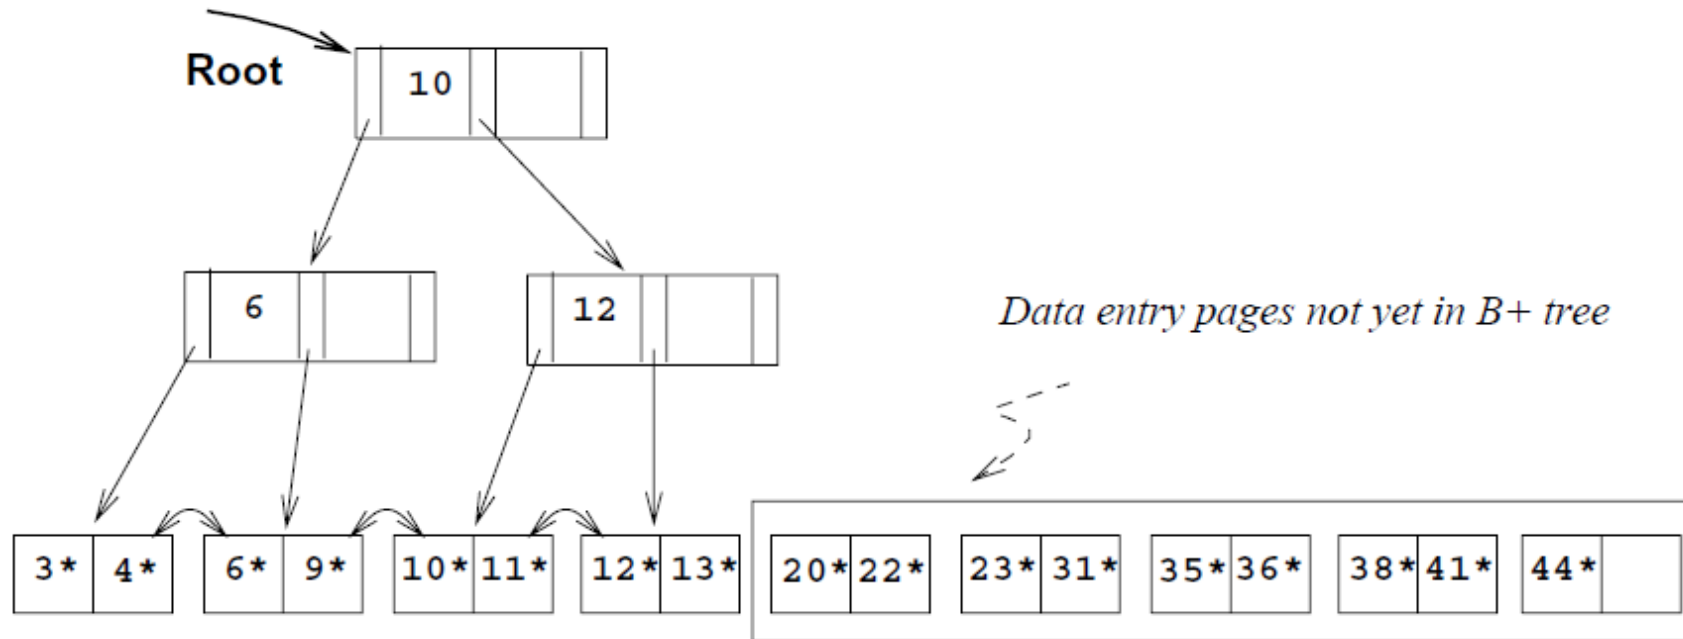 Root
10
6
12
Data entry pages not yet in B+ tree
3* 4* 6* 9* 10* 11* 12* 13* 20* 22* 23* 31* 35* 36* 38* 41* 44*